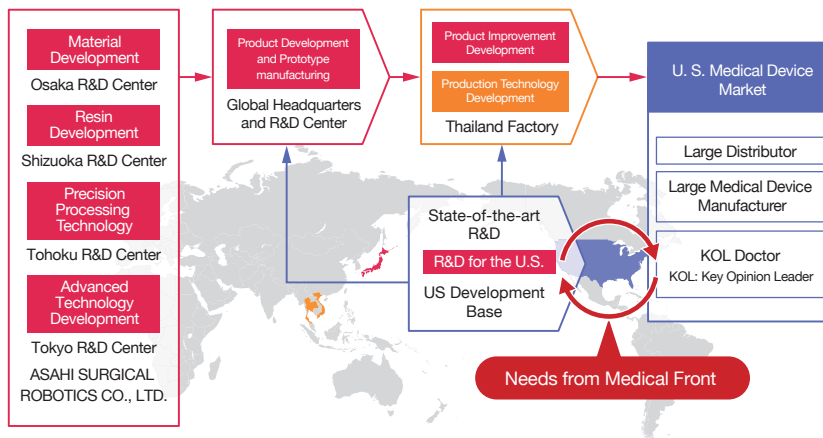 Material
Development
Osaka R&D Center
Resin Development
Shizuoka R&D Center
Precision
Processing
Technology
Tohoku R&D Center
Advanced
Technology
Development
Tokyo R&D Center
ASAHI SURGICAL
ROBOTICS CO., LTD.
Product Development
and Prototype
manufacturing
Global Headquarters
and R&D Center
Product Improvement
Development
Production Technology
Development
Thailand Factory
State-of-the-art
R&D
R&D for the U.S.
US Development
Base
U. S. Medical Device
Market
Large Distributor
Large Medical Device
Manufacturer
KOL Doctor
KOL: Key Opinion Leader
Needs from Medical Front